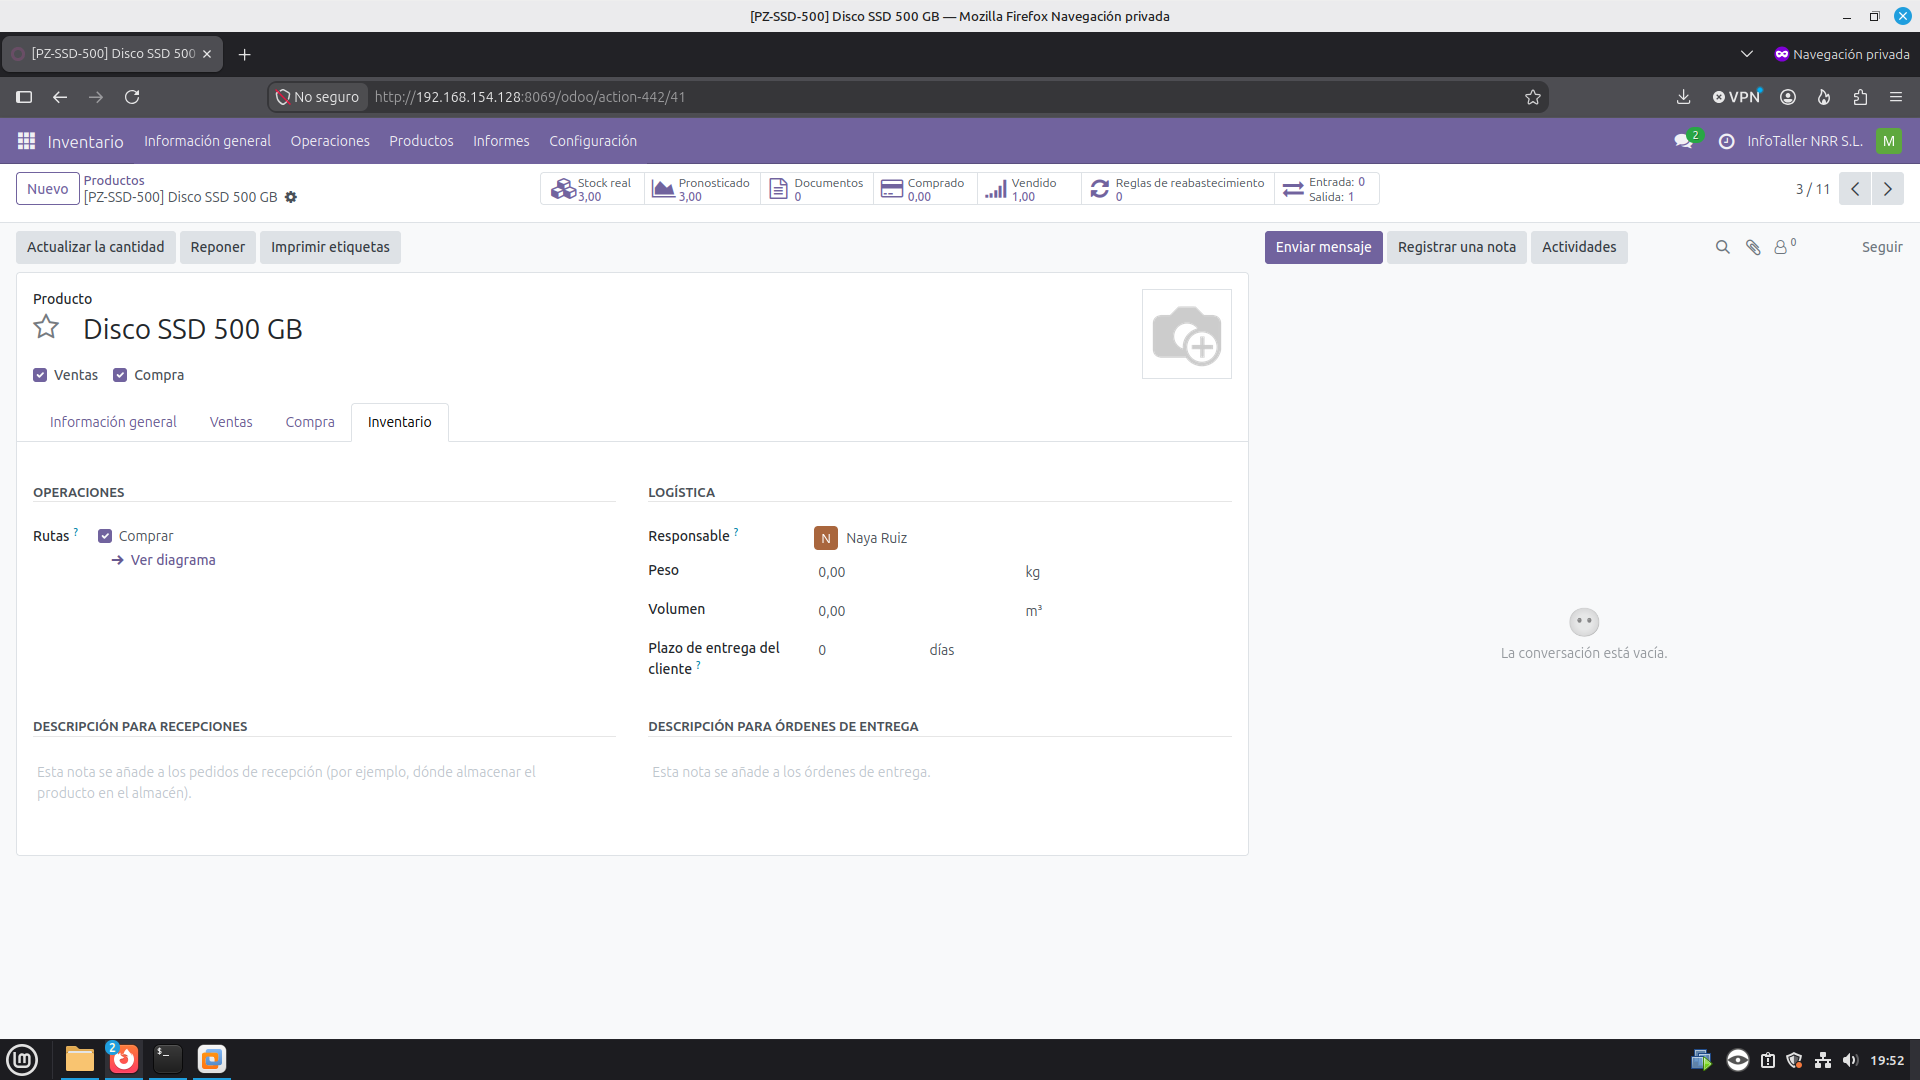 [PZ-SSD-500] Disco SSD 500 GB — Mozilla Firefox Navegación privada
[PZ-SSD-500] Disco SSD 500
Navegación privada
No seguro
http://192.168.154.128:8069/odoo/action-442/41
VPN
Inventario
Información general
Operaciones
Productos
Informes
Configuración
2
InfoTaller NRR S.L.
M
Nuevo
Productos
[PZ-SSD-500] Disco SSD 500 GB
Stock real
3,00
Pronosticado
3,00
Documentos
0
Comprado
0,00
Vendido
1,00
Reglas de reabastecimiento
0
Entrada: 0
Salida: 1
3 / 11
Actualizar la cantidad
Reponer
Imprimir etiquetas
Enviar mensaje
Registrar una nota
Actividades
0
Seguir
Producto
Disco SSD 500 GB
Ventas
Compra
Información general
Ventas
Compra
Inventario
OPERACIONES
Rutas ?
Comprar
Ver diagrama
LOGÍSTICA
Responsable ?
N
Naya Ruiz
Peso
0,00
kg
Volumen
0,00
m³
Plazo de entrega del
cliente ?
0
días
DESCRIPCIÓN PARA RECEPCIONES
Esta nota se añade a los pedidos de recepción (por ejemplo, dónde almacenar el
producto en el almacén).
DESCRIPCIÓN PARA ÓRDENES DE ENTREGA
Esta nota se añade a los órdenes de entrega.
La conversación está vacía.
2
19:52